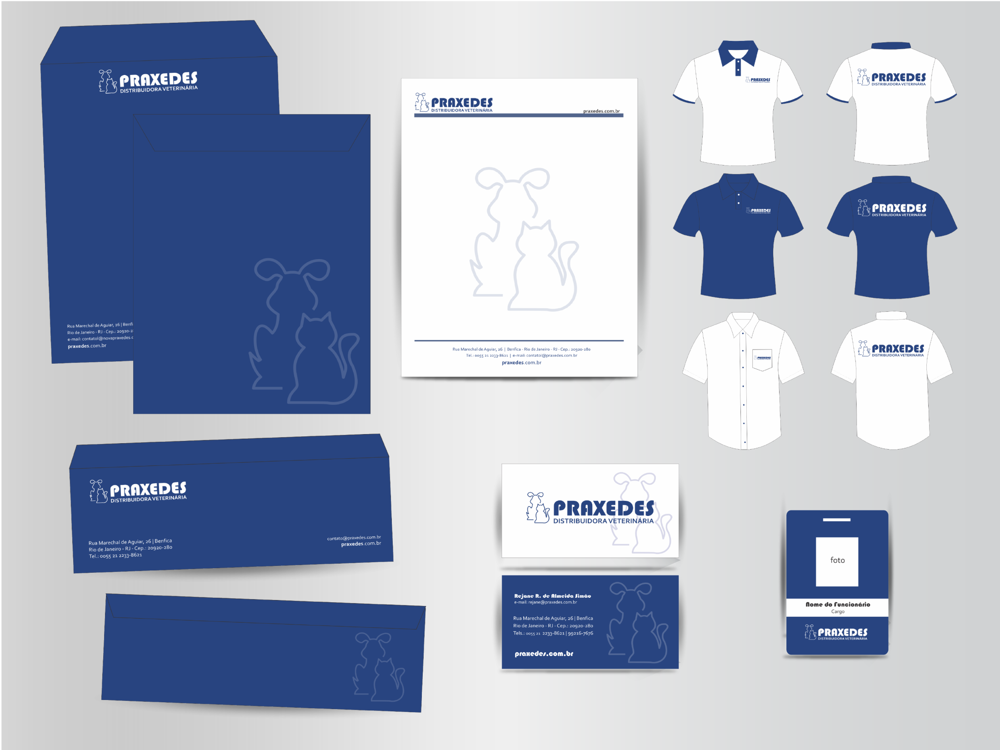 PRAXEDES
DISTRIBUIDORA VETERINÁRIA
Rua Marechal de Aguiar, 26 | Benfi
Rio de Janeiro - RJ - Cep.: 20920-2
e-mail: contatol@novapraxedes.c
praxedes.com.br
PRAXEDES
DISTRIBUIDORA VETERINÁRIA
praxedes.com.br
Rua Marechal de Aguiar, 26 | Benfica - Rio de Janeiro - RJ - Cep.: 20920-280
Tel.: 0055 21 2233-8621 | e-mail: contatol@praxedes.com.br
praxedes.com.br
PRAXEDES
PRAXEDES
DISTRIBUIDORA VETERINÁRIA
PRAXEDES
PRAXEDES
DISTRIBUIDORA VETERINÁRIA
PRAXEDES
PRAXEDES
DISTRIBUIDORA VETERINÁRIA
PRAXEDES
DISTRIBUIDORA VETERINÁRIA
Rua Marechal de Aguiar, 26 | Benfica
Rio de Janeiro - RJ - Cep.: 20920-280
Tel.: 0055 21 2233-8621
contato@praxedes.com.br
praxedes.com.br
PRAXEDES
DISTRIBUIDORA VETERINÁRIA
Rejane R. de Almeida Simão
e-mail: rejane@praxedes.com.br
Rua Marechal de Aguiar, 26 | Benfica
Rio de Janeiro - RJ - Cep.: 20920-280
Tels.: 0055 21 2233-8621 | 99216-7676
praxedes.com.br
foto
Nome do Funcionário
Cargo
PRAXEDES
DISTRIBUIDORA VETERINÁRIA